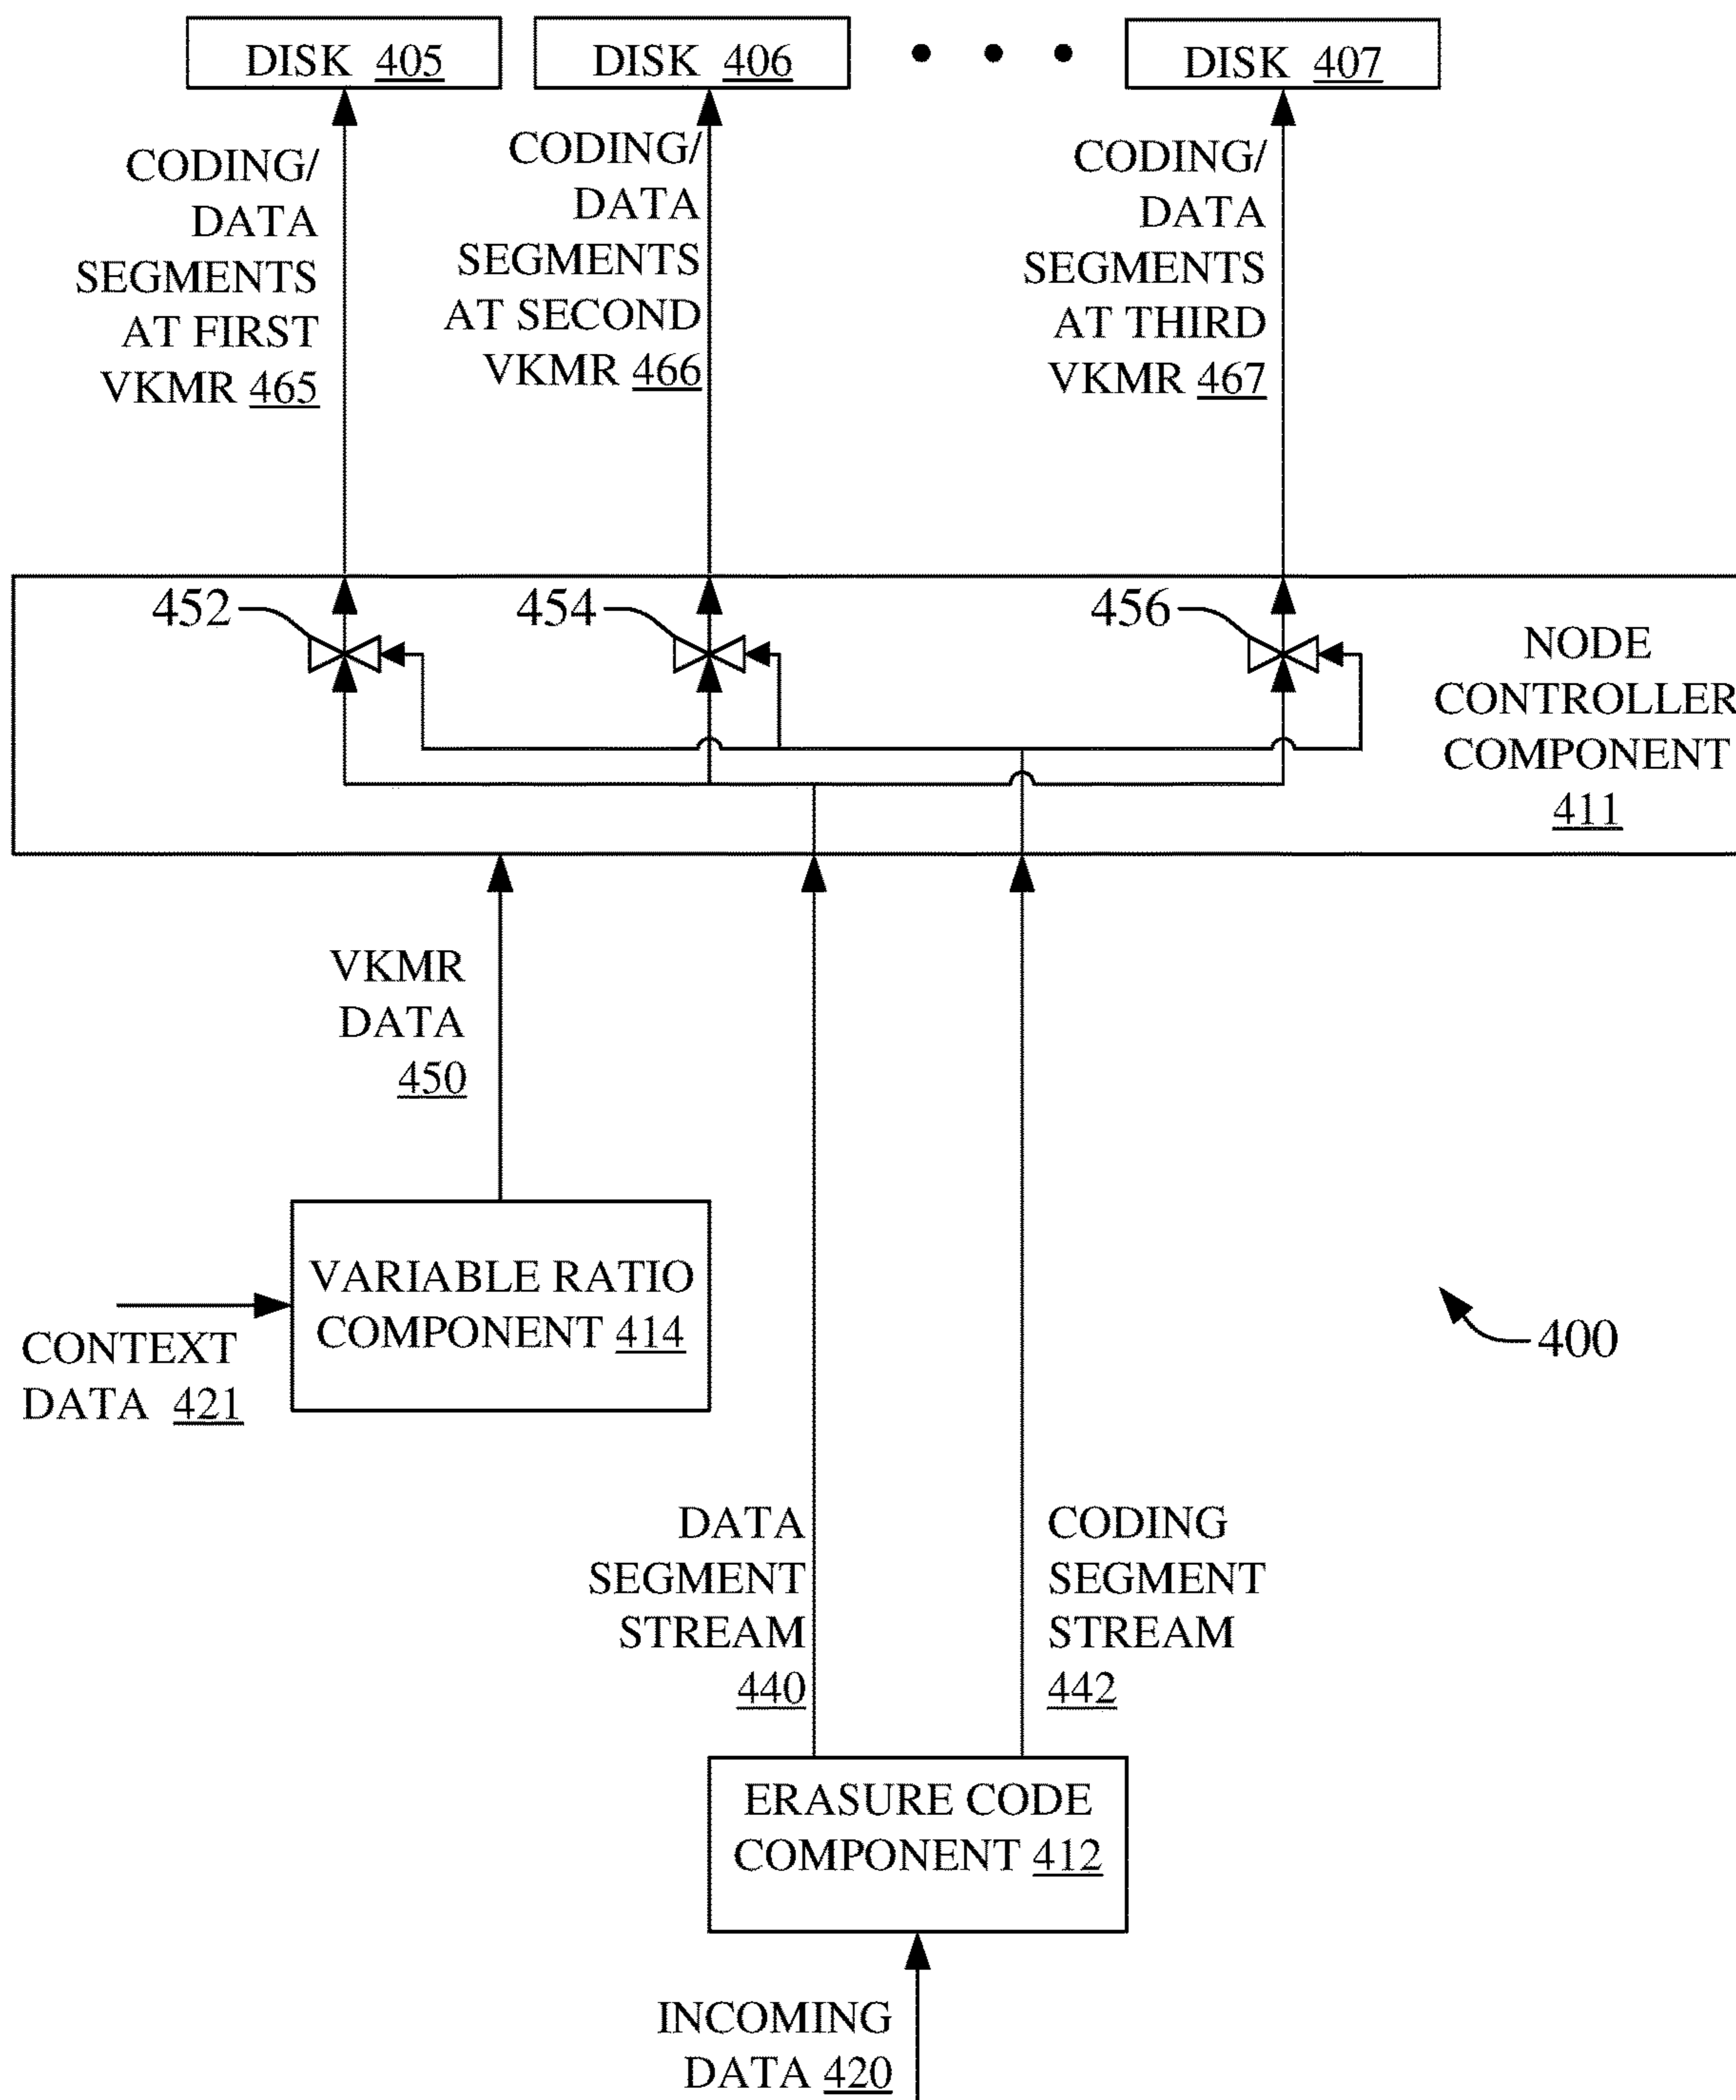 DISK 405
DISK 406
DISK 407
CODING/
DATA
SEGMENTS
AT FIRST
VKMR 465
CODING/
DATA
SEGMENTS
AT SECOND
VKMR 466
CODING/
DATA
SEGMENTS
AT THIRD
VKMR 467
452
454
456
NODE
CONTROLLER
COMPONENT
411
VKMR
DATA
450
VARIABLE RATIO
COMPONENT 414
CONTEXT
DATA 421
400
DATA
SEGMENT
STREAM
440
CODING
SEGMENT
STREAM
442
ERASURE CODE
COMPONENT 412
INCOMING
DATA 420